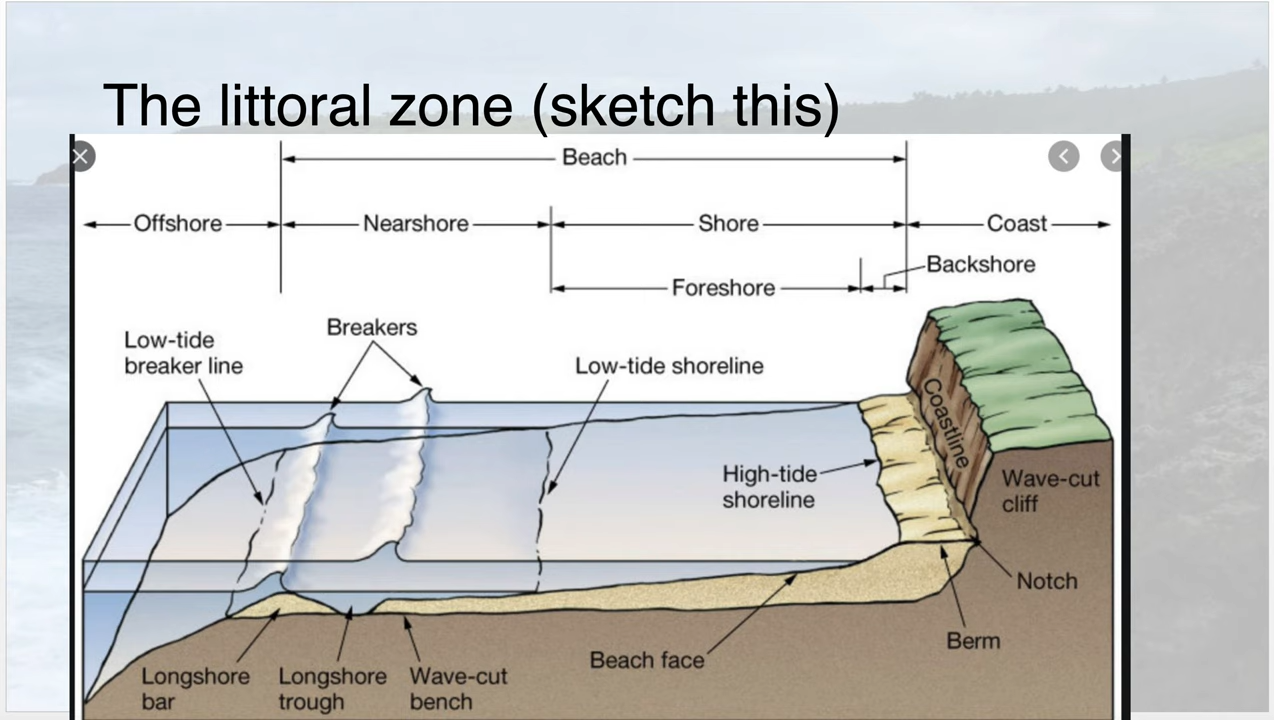 The littoral zone (sketch this)
Beach
Offshore
Nearshore
Shore
Coast
Backshore
Foreshore
Breakers
Low-tide
breaker line
Low-tide shoreline
Coastline
High-tide
shoreline
Wave-cut
cliff
Notch
Berm
Beach face
Longshore
bar
Longshore
trough
Wave-cut
bench